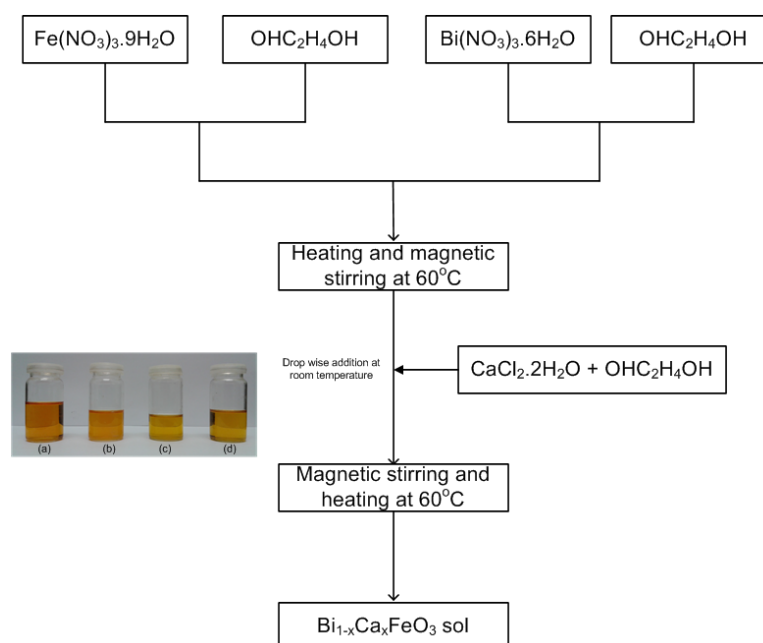 Fe(NO₃)₃.9H₂O
OHC₂H₄OH
Bi(NO₃)₃.6H₂O
OHC₂H₄OH
Heating and magnetic
stirring at 60°C
Drop wise addition at
room temperature
CaCl₂.2H₂O + OHC₂H₄OH
(a)
(b)
(c)
(d)
Magnetic stirring and
heating at 60°C
Bi₁₋ₓCaₓFeO₃ sol